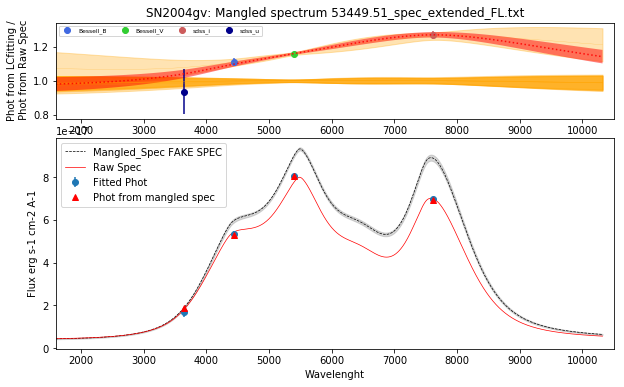 SN2004gv: Mangled spectrum 53449.51_spec_extended_FL.txt
Phot from LCfitting /
Phot from Raw Spec
Bessell_B Bessell_V sdss_i sdss_u
1.2
1.0
0.8
2000 3000 4000 5000 6000 7000 8000 9000 10000
1e−17
Mangled_Spec FAKE SPEC
Raw Spec
Fitted Phot
Phot from mangled spec
Flux erg s-1 cm-2 A-1
8
6
4
2
0
2000 3000 4000 5000 6000 7000 8000 9000 10000
Wavelenght